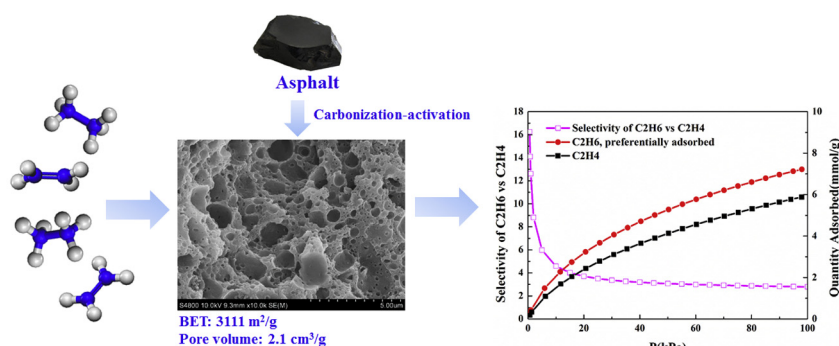 Asphalt
Carbonization-activation
S4800 10.0kV 9.3mm x10.0k SE(M) 5.00um
BET: 3111 m²/g
Pore volume: 2.1 cm³/g
Selectivity of C2H6 vs C2H4
18
16
14
12
10
8
6
4
2
0
Selectivity of C2H6 vs C2H4
C2H6, preferentially adsorbed
C2H4
10
8
6
4
2
0
Quantity Adsorbed(mmol/g)
0 20 40 60 80 100